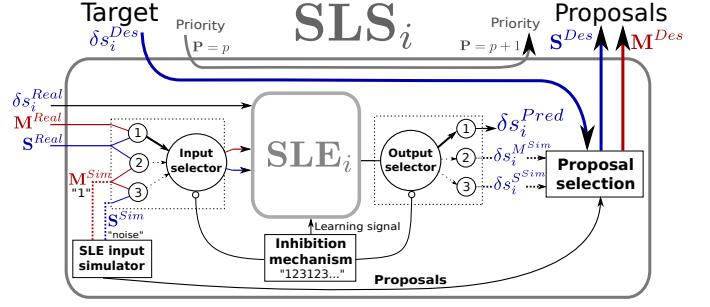 Target
Priority
SLS_i
Priority
Proposals
δs_i^{Des}
P = p
P = p + 1
S^{Des}
M^{Des}
δs_i^{Real}
M^{Real}
S^{Real}
1
2
3
Input
selector
SLE_i
Output
selector
1
2
3
δs_i^{Pred}
δs_i^{M^{Sim}}
δs_i^{S^{Sim}}
Proposal
selection
M^{Sim}
"1"
S^{Sim}
"noise"
SLE input
simulator
Learning signal
Inhibition
mechanism
"123123..."
Proposals